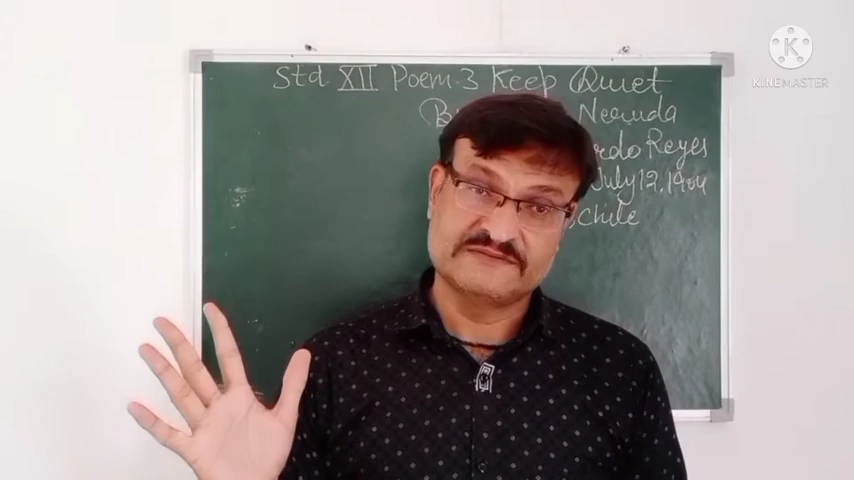 Std. XII Poem-3 Keep Quiet
Neruda
Reyes
July 12, 1904
Chile
K
KINEMASTER